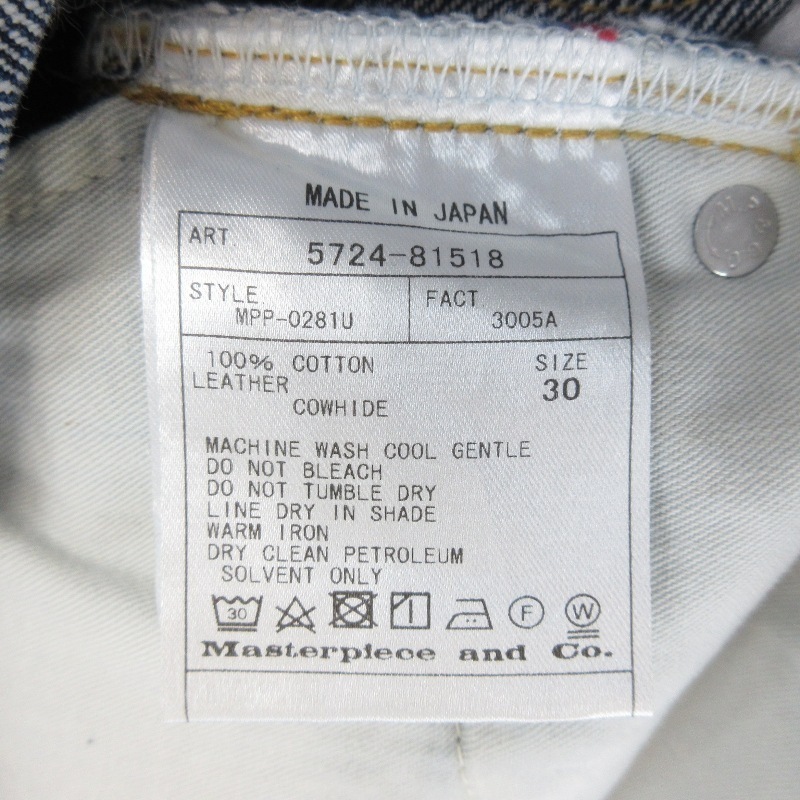 MADE IN JAPAN
ART 5724-81518
STYLE FACT
MPP-0281U 3005A
100% COTTON SIZE
LEATHER 30
COWHIDE
MACHINE WASH COOL GENTLE
DO NOT BLEACH
DO NOT TUMBLE DRY
LINE DRY IN SHADE
WARM IRON
DRY CLEAN PETROLEUM
SOLVENT ONLY
30 F W
Masterpiece and Co.